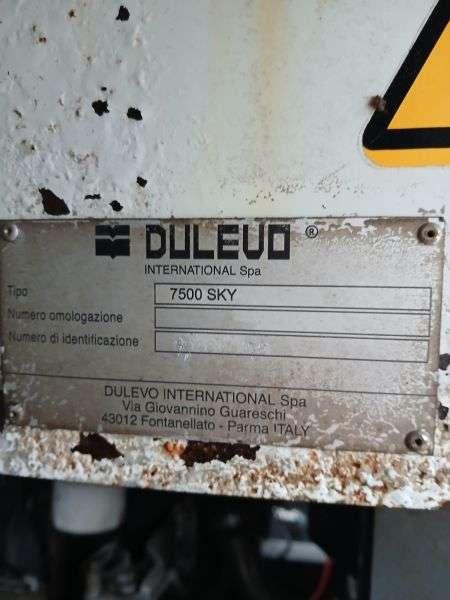 DULEVO ®
INTERNATIONAL Spa
Tipo 7500 SKY
Numero omologazione
Numero di identificazione
DULEVO INTERNATIONAL Spa
Via Giovannino Guareschi
43012 Fontanellato - Parma ITALY